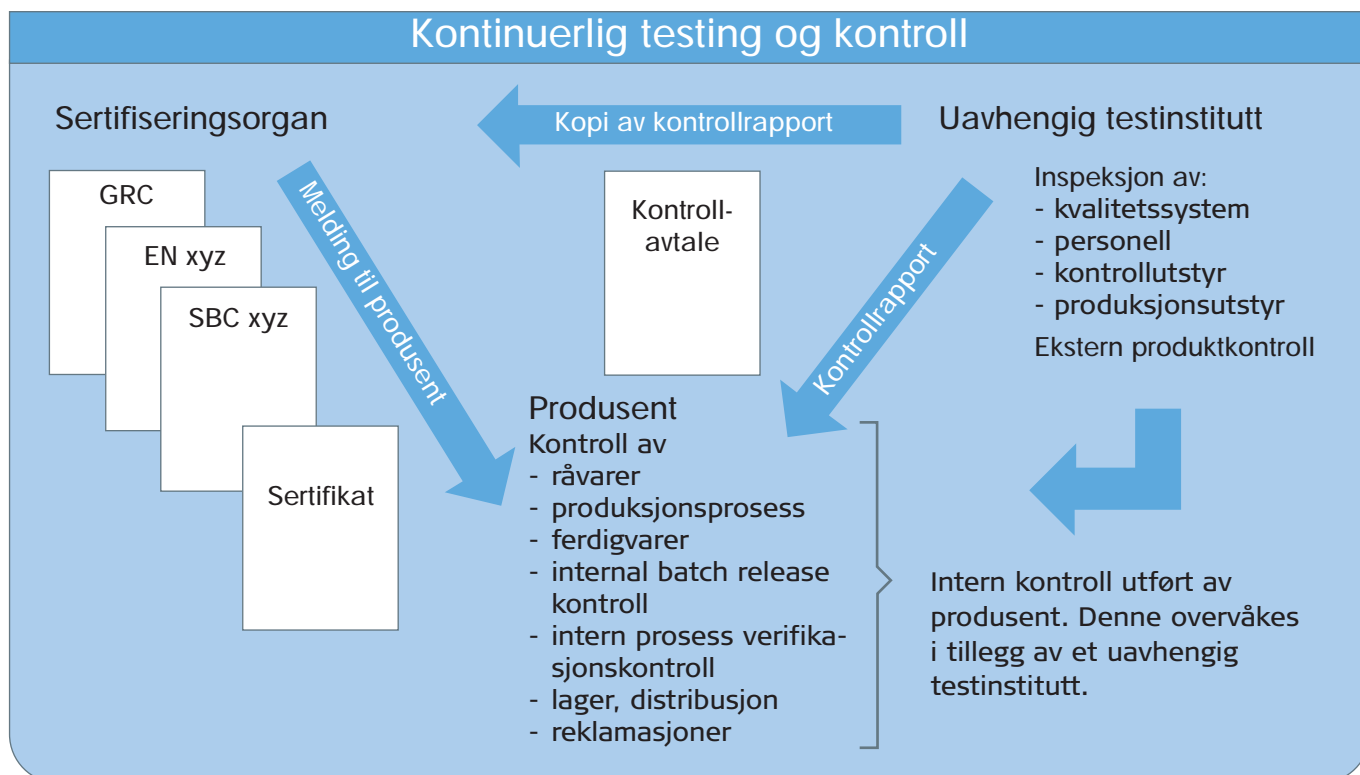 Kontinuerlig testing og kontroll
Sertifiseringsorgan
Kopi av kontrollrapport
Uavhengig testinstitutt
GRC
EN xyz
SBC xyz
Sertifikat
Melding til produsent
Kontroll-
avtale
Kontrollrapport
Inspeksjon av:
- kvalitetssystem
- personell
- kontrollutstyr
- produksjonsutstyr
Ekstern produktkontroll
Produsent
Kontroll av
- råvarer
- produksjonsprosess
- ferdigvarer
- internal batch release
kontroll
- intern prosess verifika-
sjonskontroll
- lager, distribusjon
- reklamasjoner
Intern kontroll utført av
produsent. Denne overvåkes
i tillegg av et uavhengig
testinstitutt.